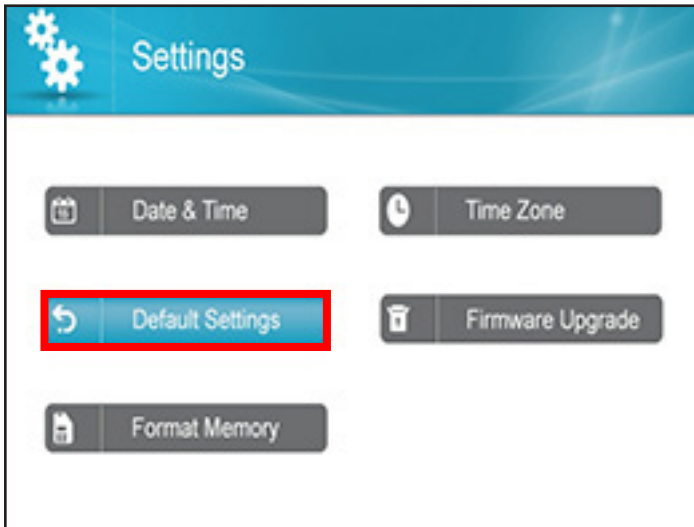 Settings
Date & Time
Time Zone
Default Settings
Firmware Upgrade
Format Memory